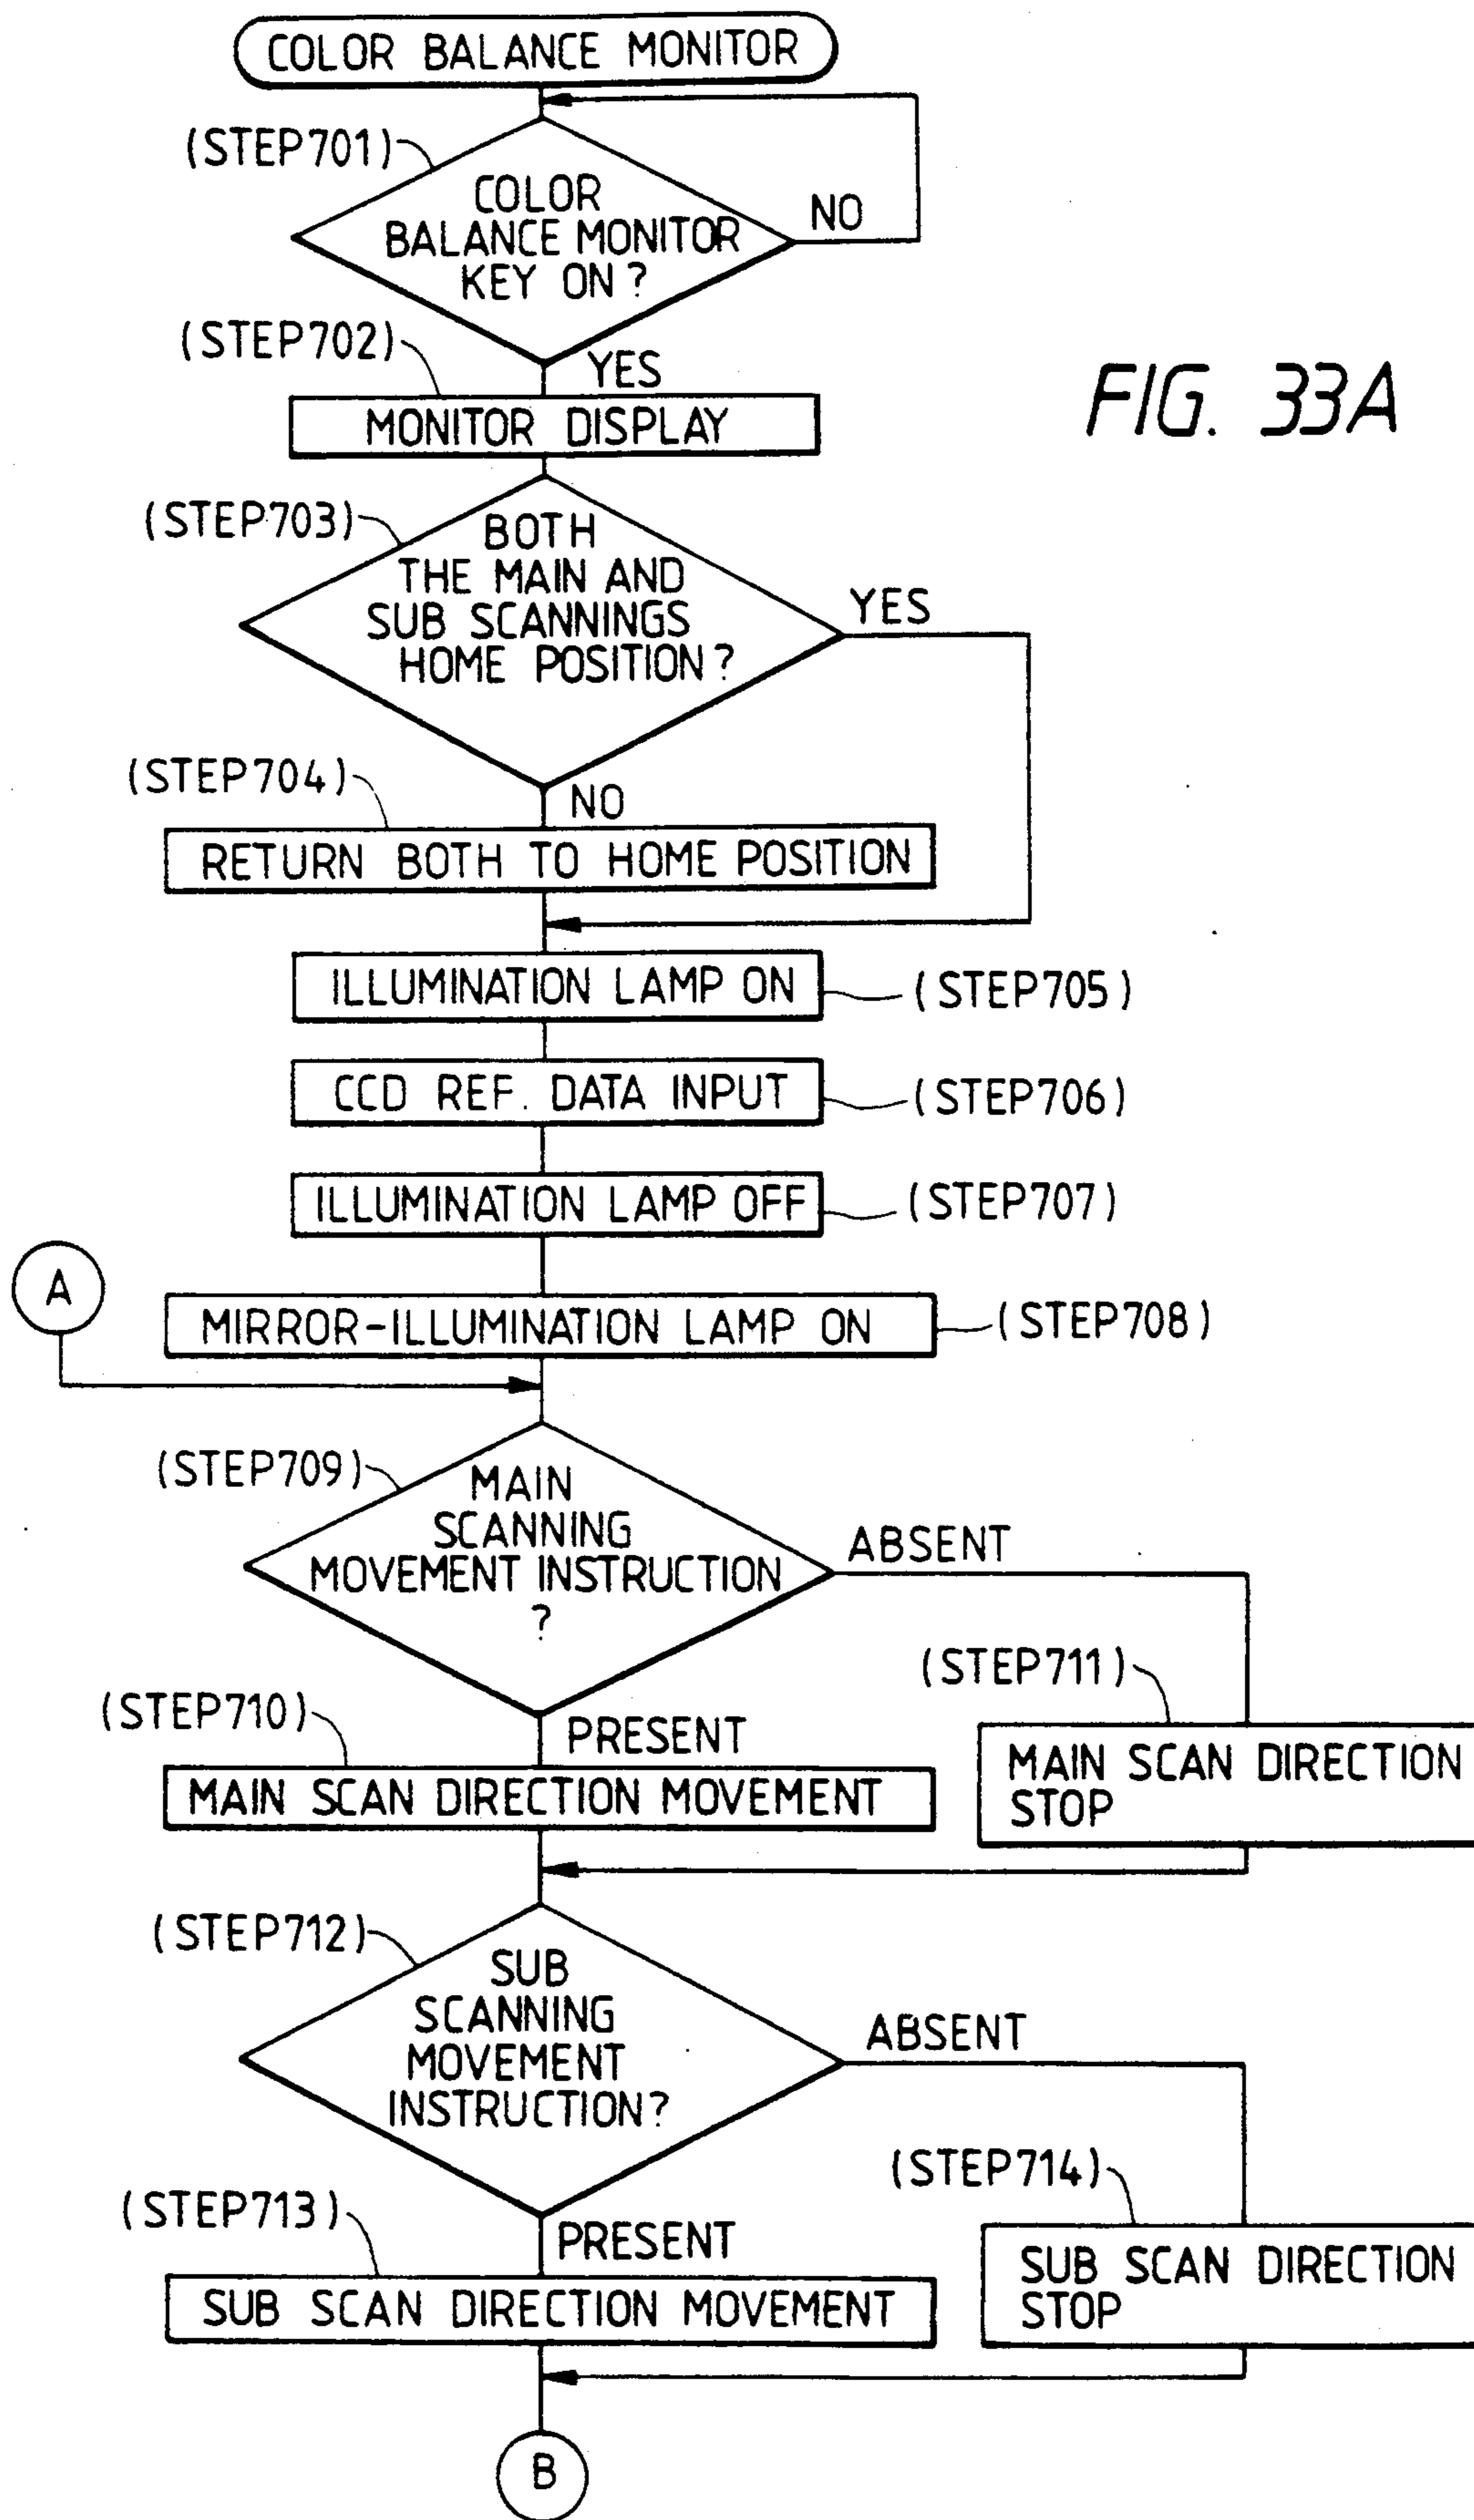 COLOR BALANCE MONITOR
(STEP701)
COLOR
BALANCE MONITOR
KEY ON?
NO
(STEP702)
YES
MONITOR DISPLAY
FIG. 33A
(STEP703)
BOTH
THE MAIN AND
SUB SCANNINGS
HOME POSITION?
YES
(STEP704)
NO
RETURN BOTH TO HOME POSITION
ILLUMINATION LAMP ON
(STEP705)
CCD REF. DATA INPUT
(STEP706)
ILLUMINATION LAMP OFF
(STEP707)
A
MIRROR-ILLUMINATION LAMP ON
(STEP708)
(STEP709)
MAIN
SCANNING
MOVEMENT INSTRUCTION
?
ABSENT
(STEP711)
(STEP710)
PRESENT
MAIN SCAN DIRECTION MOVEMENT
MAIN SCAN DIRECTION
STOP
(STEP712)
SUB
SCANNING
MOVEMENT
INSTRUCTION?
ABSENT
(STEP714)
(STEP713)
PRESENT
SUB SCAN DIRECTION MOVEMENT
SUB SCAN DIRECTION
STOP
B